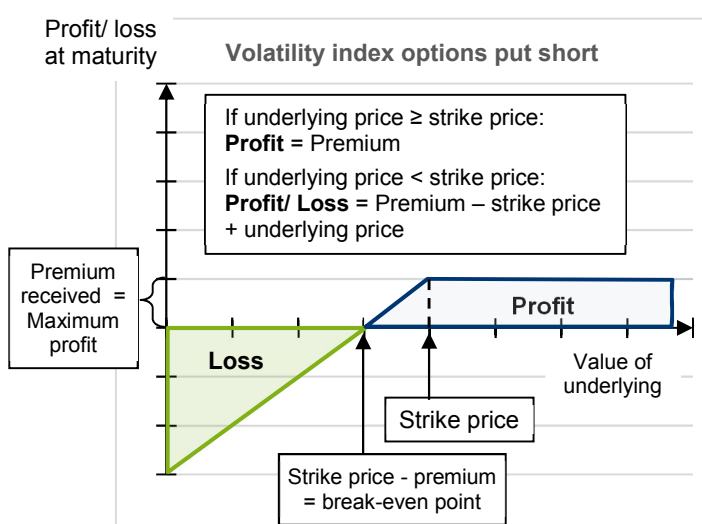 Profit/ loss
at maturity
Volatility index options put short
If underlying price ≥ strike price:
Profit = Premium
If underlying price < strike price:
Profit/ Loss = Premium – strike price
+ underlying price
Premium
received =
Maximum
profit
Profit
Loss
Value of
underlying
Strike price
Strike price - premium
= break-even point